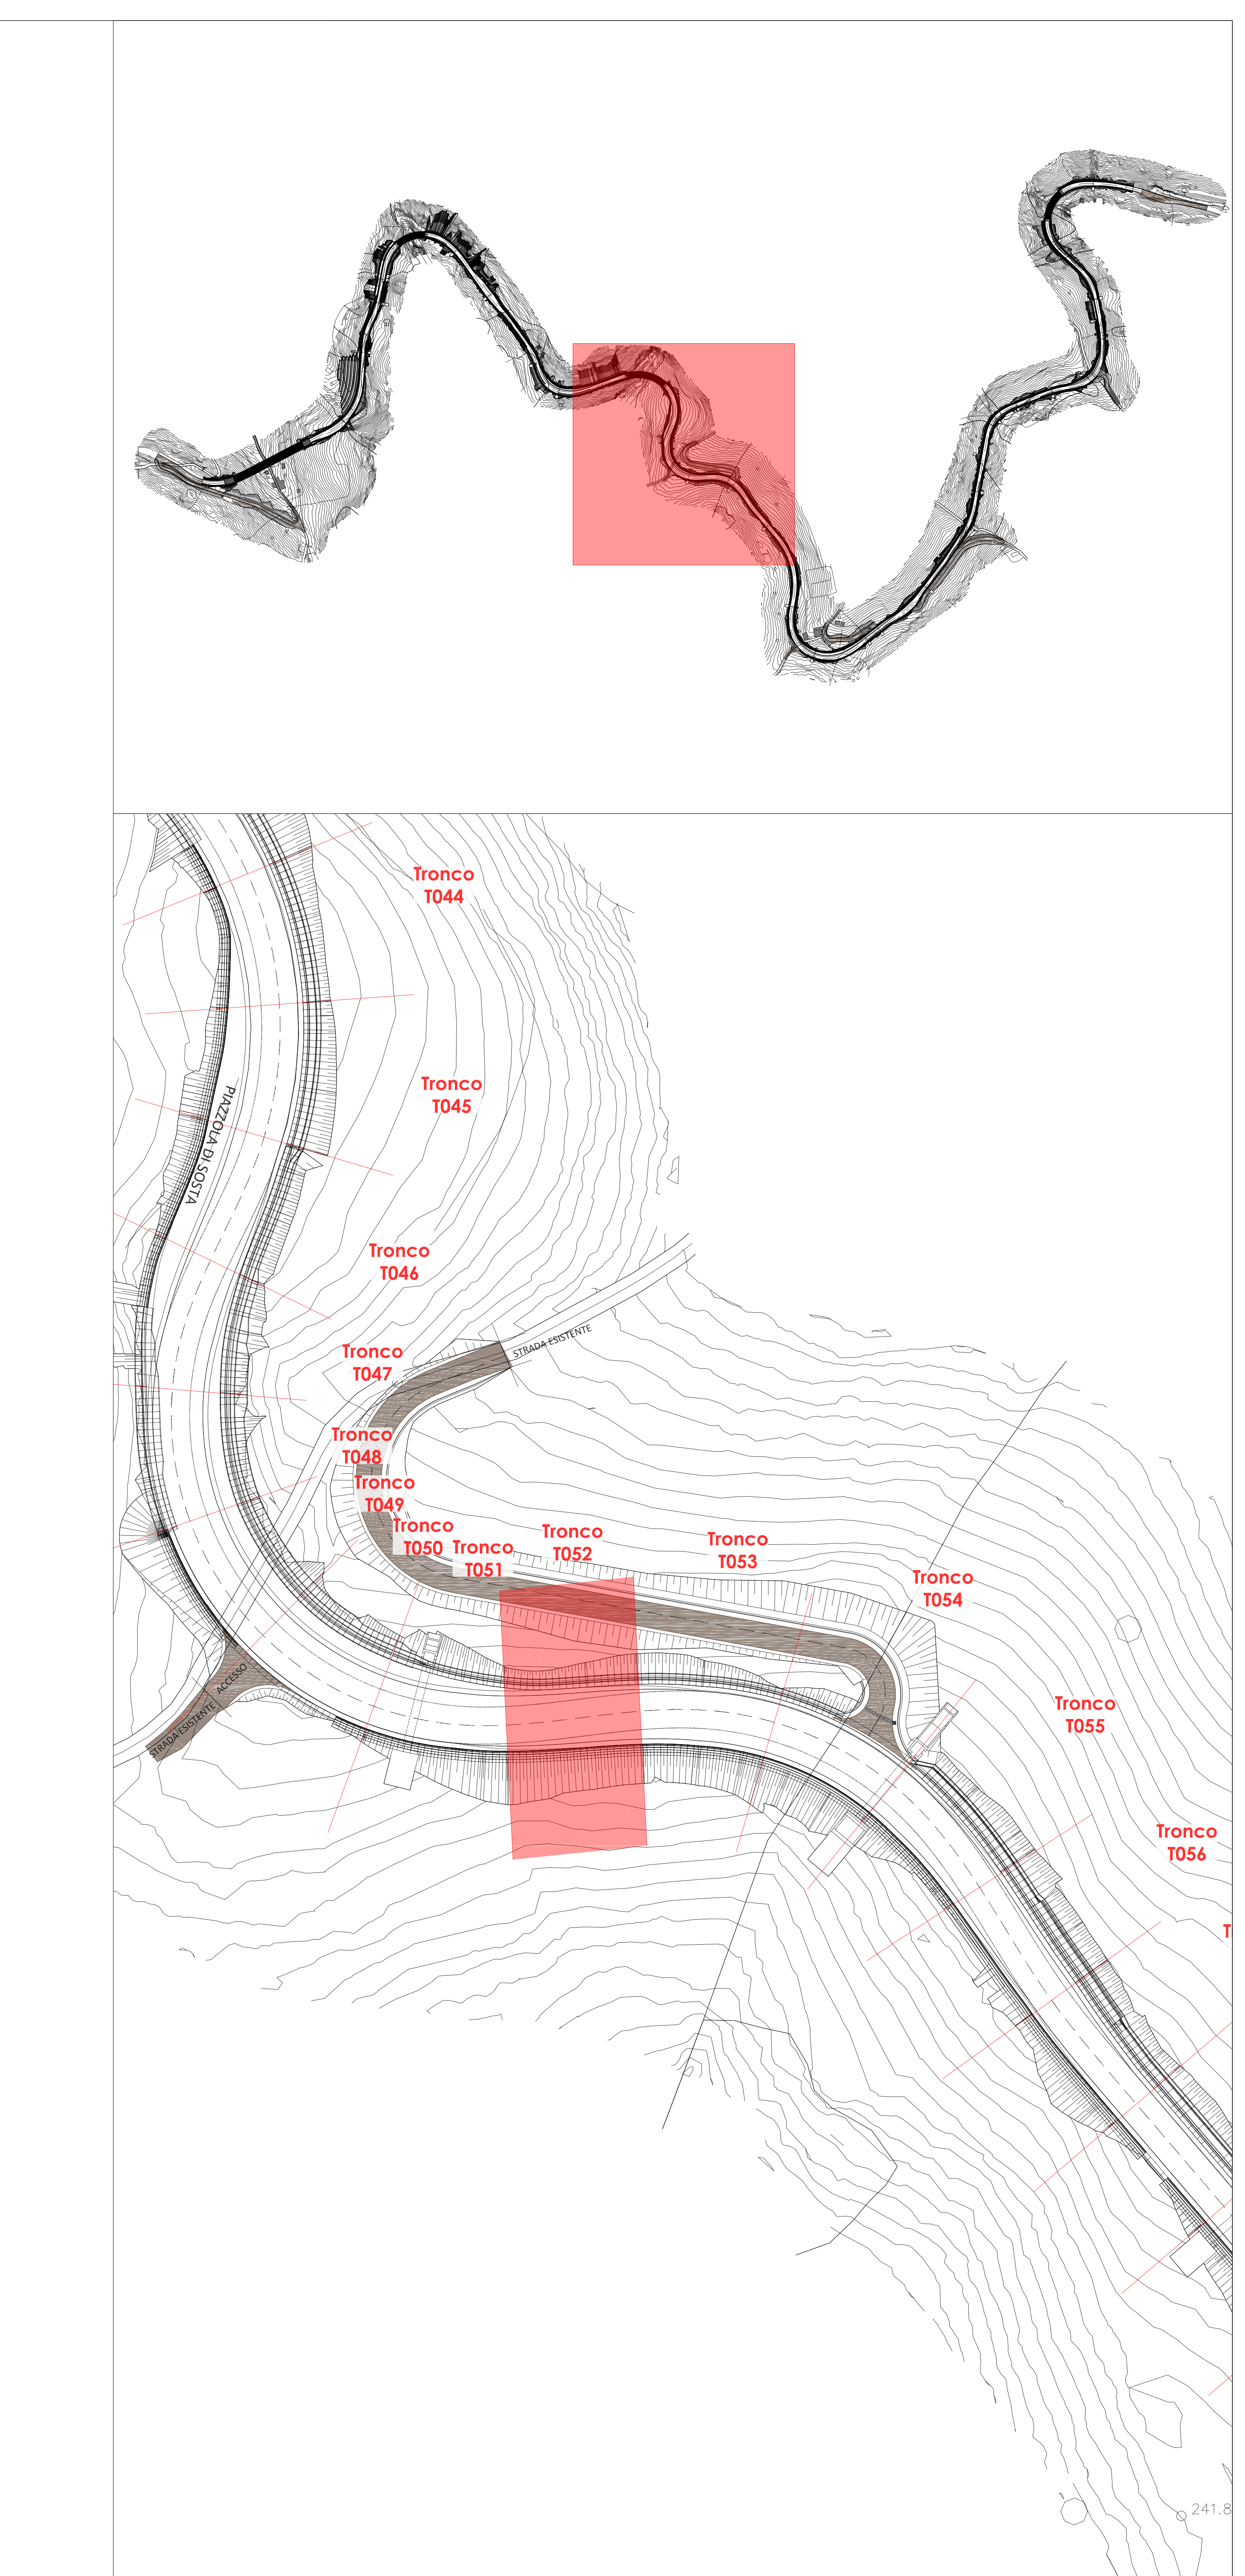 Tronco
T044
Tronco
T045
PIAZZOLA DI SOSTA
Tronco
T046
STRADA ESISTENTE
Tronco
T047
Tronco
T048
Tronco
T049
Tronco
T050
Tronco
T051
Tronco
T052
Tronco
T053
Tronco
T054
ACCESSO
STRADA ESISTENTE
Tronco
T055
Tronco
T056
T
241.8